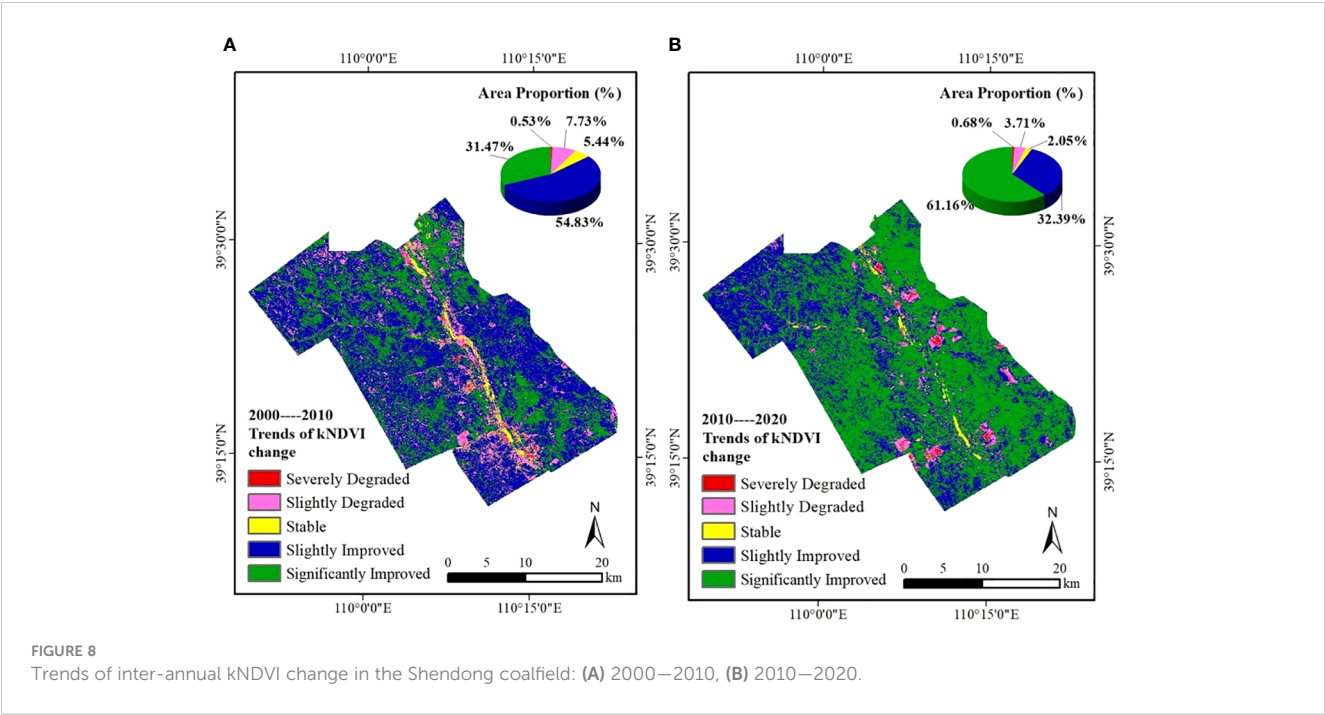 A
110°0'0"E
110°15'0"E
Area Proportion (%)
0.53%
7.73%
5.44%
31.47%
54.83%
39°30'0"N
39°30'0"N
39°15'0"N
39°15'0"N
2000----2010
Trends of kNDVI
change
Severely Degraded
Slightly Degraded
Stable
Slightly Improved
Significantly Improved
N
0 5 10 20
km
110°0'0"E
110°15'0"E
B
110°0'0"E
110°15'0"E
Area Proportion (%)
0.68%
3.71%
2.05%
61.16%
32.39%
39°30'0"N
39°30'0"N
39°15'0"N
39°15'0"N
2010----2020
Trends of kNDVI
change
Severely Degraded
Slightly Degraded
Stable
Slightly Improved
Significantly Improved
N
0 5 10 20
km
110°0'0"E
110°15'0"E
FIGURE 8
Trends of inter-annual kNDVI change in the Shendong coalfield: (A) 2000—2010, (B) 2010—2020.